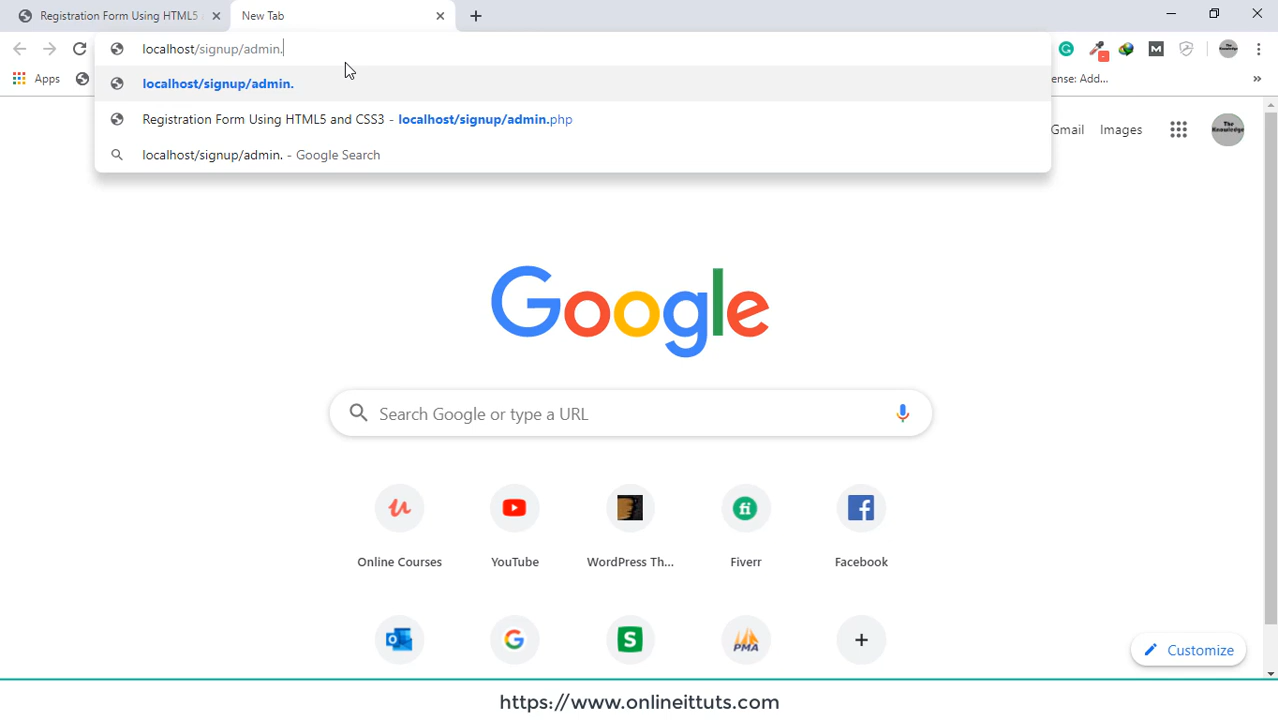 Registration Form Using HTML5
New Tab
localhost/signup/admin.
Apps
ense: Add...
localhost/signup/admin.
Registration Form Using HTML5 and CSS3 - localhost/signup/admin.php
localhost/signup/admin. - Google Search
Gmail Images
The Knowledge
Google
Search Google or type a URL
Online Courses YouTube WordPress Th... Fiverr Facebook
PMA
Customize
https://www.onlineittuts.com